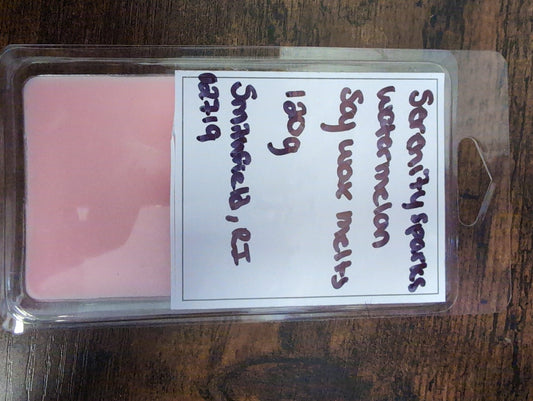 Serenity Sparks
Watermelon
Soy wax melts
120g
Smithfield, RI
02719